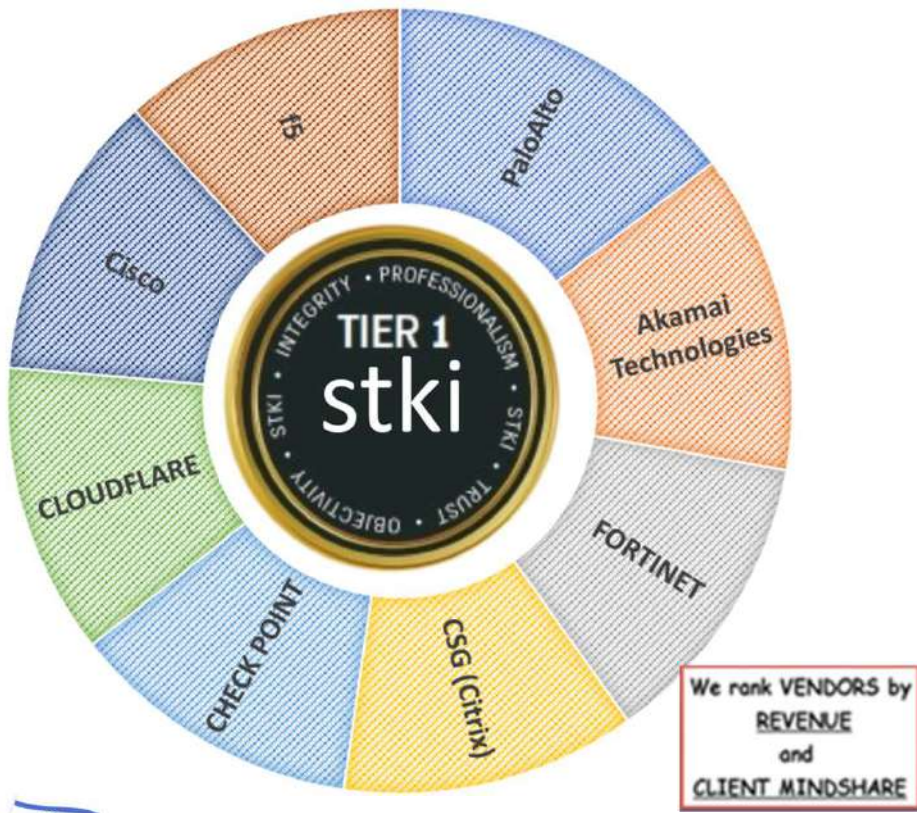 f5
PaloAlto
Cisco
Akamai
Technologies
STKI • INTEGRITY • PROFESSIONALISM • STKI • TRUST • OBJECTIVITY •
TIER 1
stki
CLOUDFLARE
FORTINET
CHECK POINT
CSG (Citrix)
We rank VENDORS by
REVENUE
and
CLIENT MINDSHARE